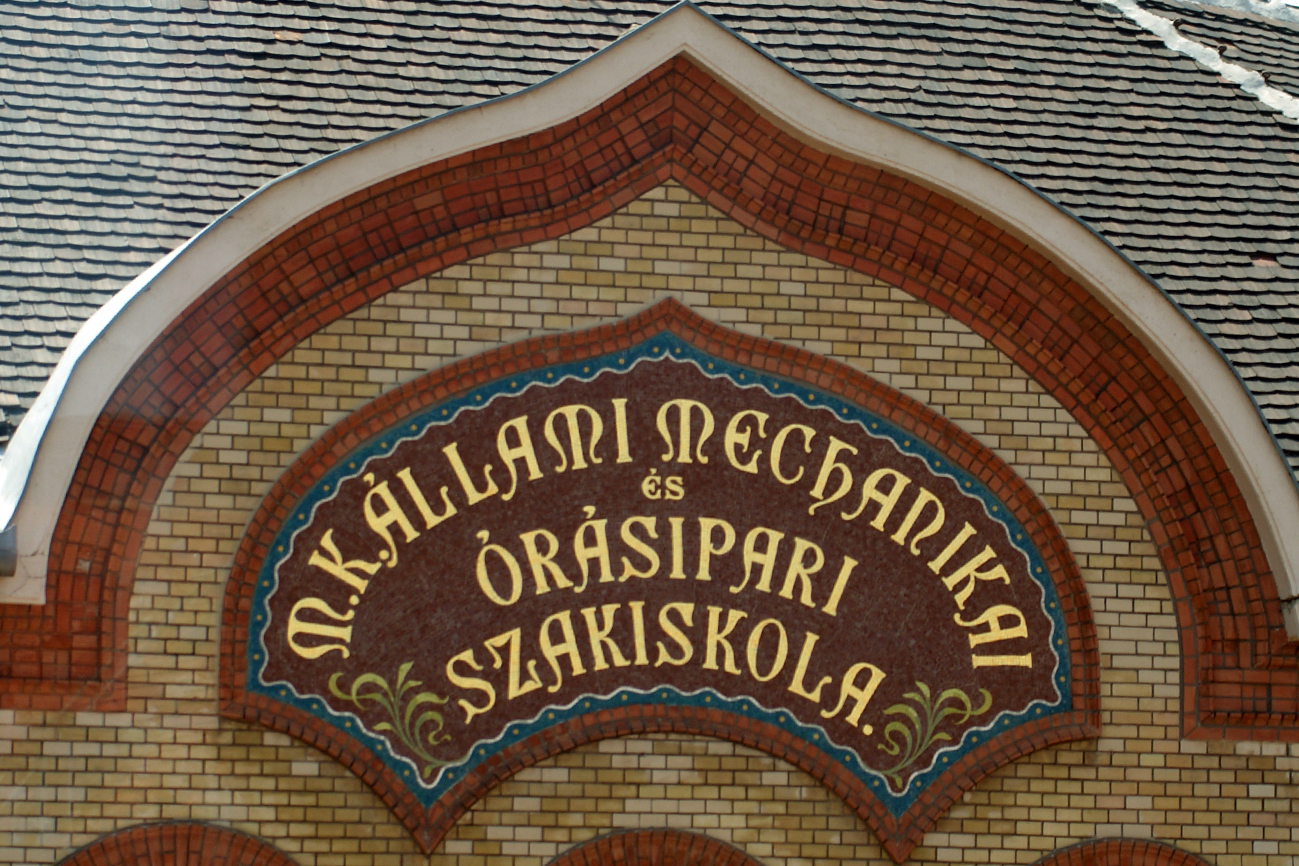 M.K.ÁLLAMI MECHANIKAI
ÉS
ÓRÁSIPARI
SZAKISKOLA.